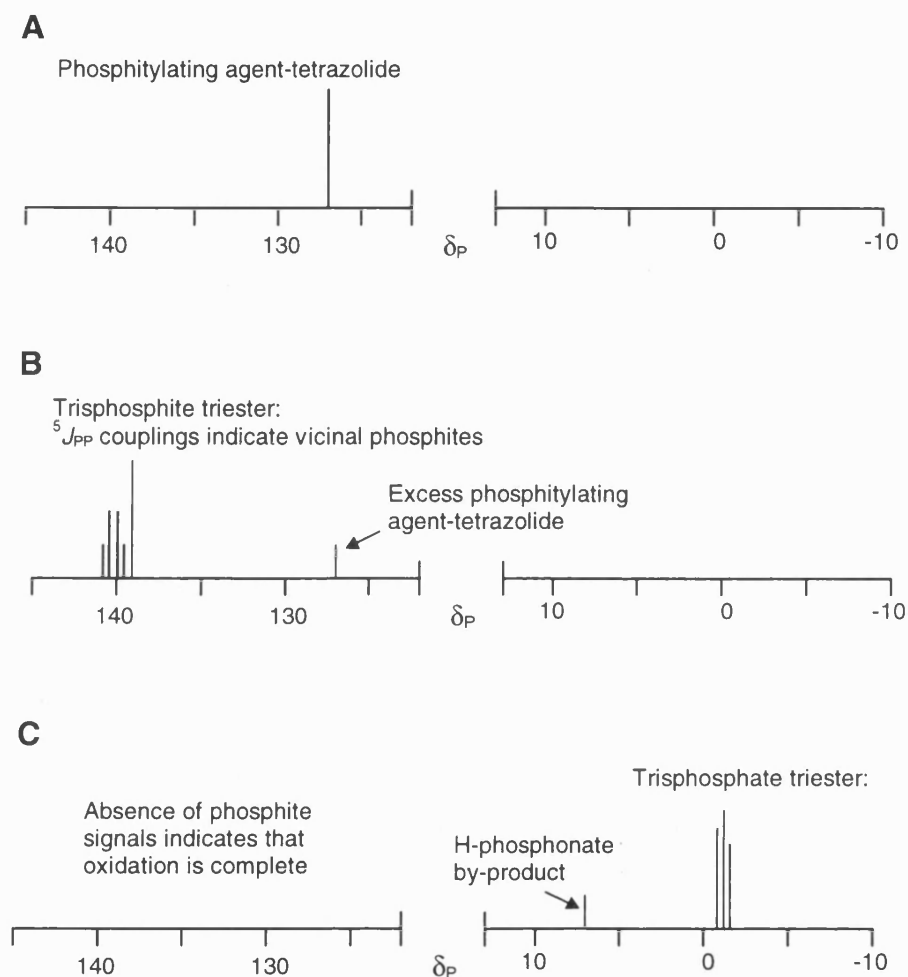 A
Phosphitylating agent-tetrazolide
140 130 δP 10 0 -10
B
Trisphosphite triester:
⁵JPP couplings indicate vicinal phosphites
Excess phosphitylating
agent-tetrazolide
140 130 δP 10 0 -10
C
Trisphosphate triester:
Absence of phosphite
signals indicates that
oxidation is complete
H-phosphonate
by-product
140 130 δP 10 0 -10